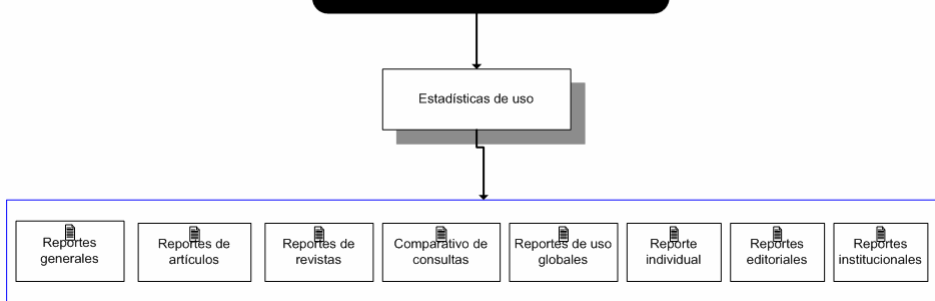 Estadísticas de uso
Reportes
generales
Reportes de
artículos
Reportes de
revistas
Comparativo de
consultas
Reportes de uso
globales
Reporte
individual
Reportes
editoriales
Reportes
institucionales